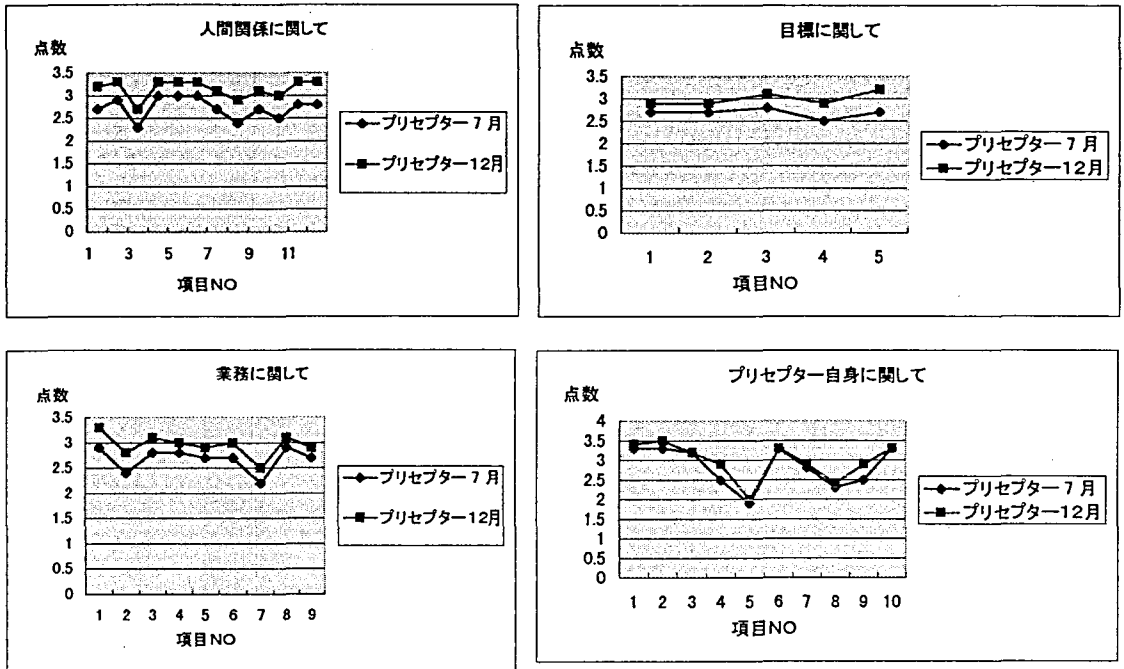 人間関係に関して
点数
3.5
3
2.5
2
1.5
1
0.5
0
1 3 5 7 9 11
項目NO
プリセプター7月
プリセプター12月
目標に関して
点数
3.5
3
2.5
2
1.5
1
0.5
0
1 2 3 4 5
項目NO
プリセプター7月
プリセプター12月
業務に関して
点数
3.5
3
2.5
2
1.5
1
0.5
0
1 2 3 4 5 6 7 8 9
項目NO
プリセプター7月
プリセプター12月
プリセプター自身に関して
点数
4
3.5
3
2.5
2
1.5
1
0.5
0
1 2 3 4 5 6 7 8 9 10
項目NO
プリセプター7月
プリセプター12月